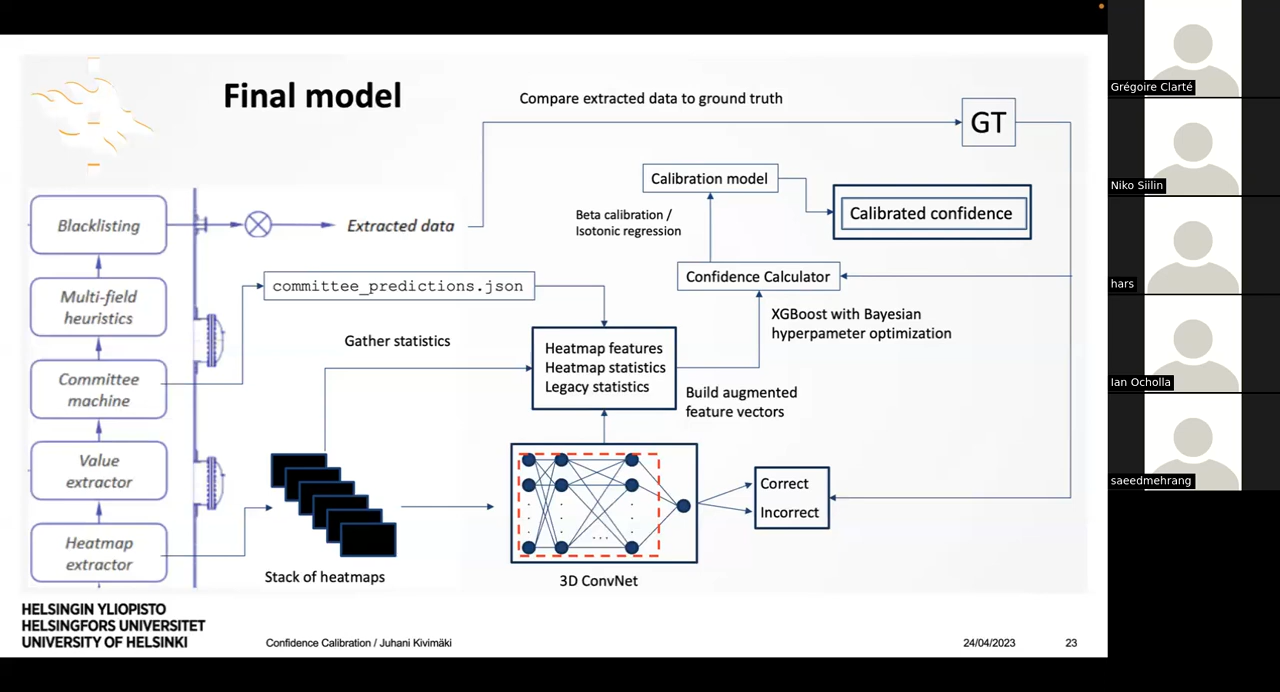 Final model
Compare extracted data to ground truth
GT
Calibration model
Beta calibration /
Isotonic regression
Calibrated confidence
Blacklisting
Extracted data
Confidence Calculator
committee_predictions.json
Multi-field
heuristics
XGBoost with Bayesian
hyperpameter optimization
Gather statistics
Heatmap features
Heatmap statistics
Legacy statistics
Committee
machine
Build augmented
feature vectors
Value
extractor
Correct
Incorrect
Heatmap
extractor
Stack of heatmaps
3D ConvNet
HELSINGIN YLIOPISTO
HELSINGFORS UNIVERSITET
UNIVERSITY OF HELSINKI
Confidence Calibration / Juhani Kivimäki
24/04/2023
23
Grégoire Clarté
Niko Siilin
hars
Ian Ocholla
saeedmehrang